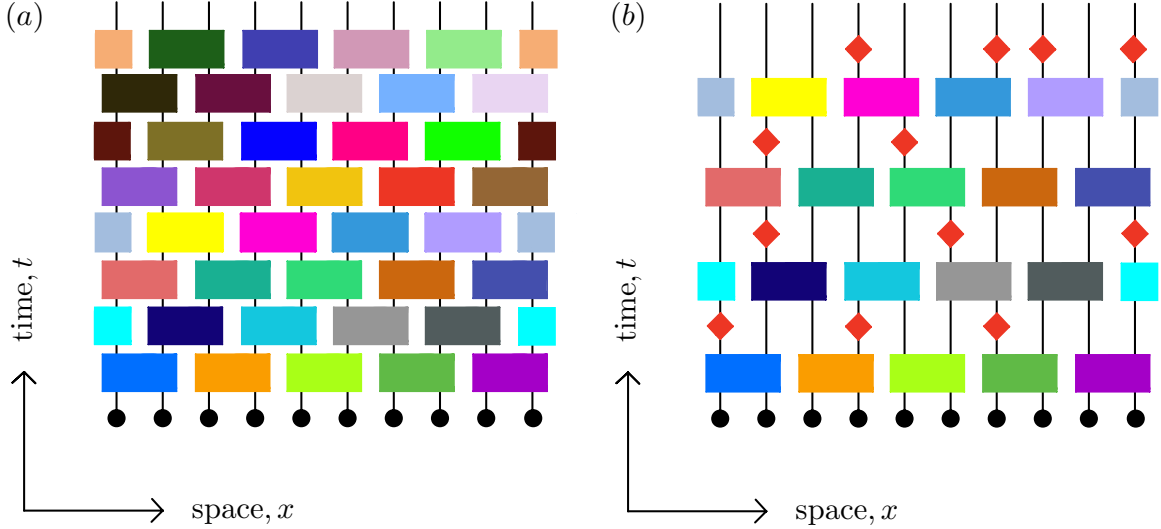 (a)
time, t
space, x
(b)
time, t
space, x